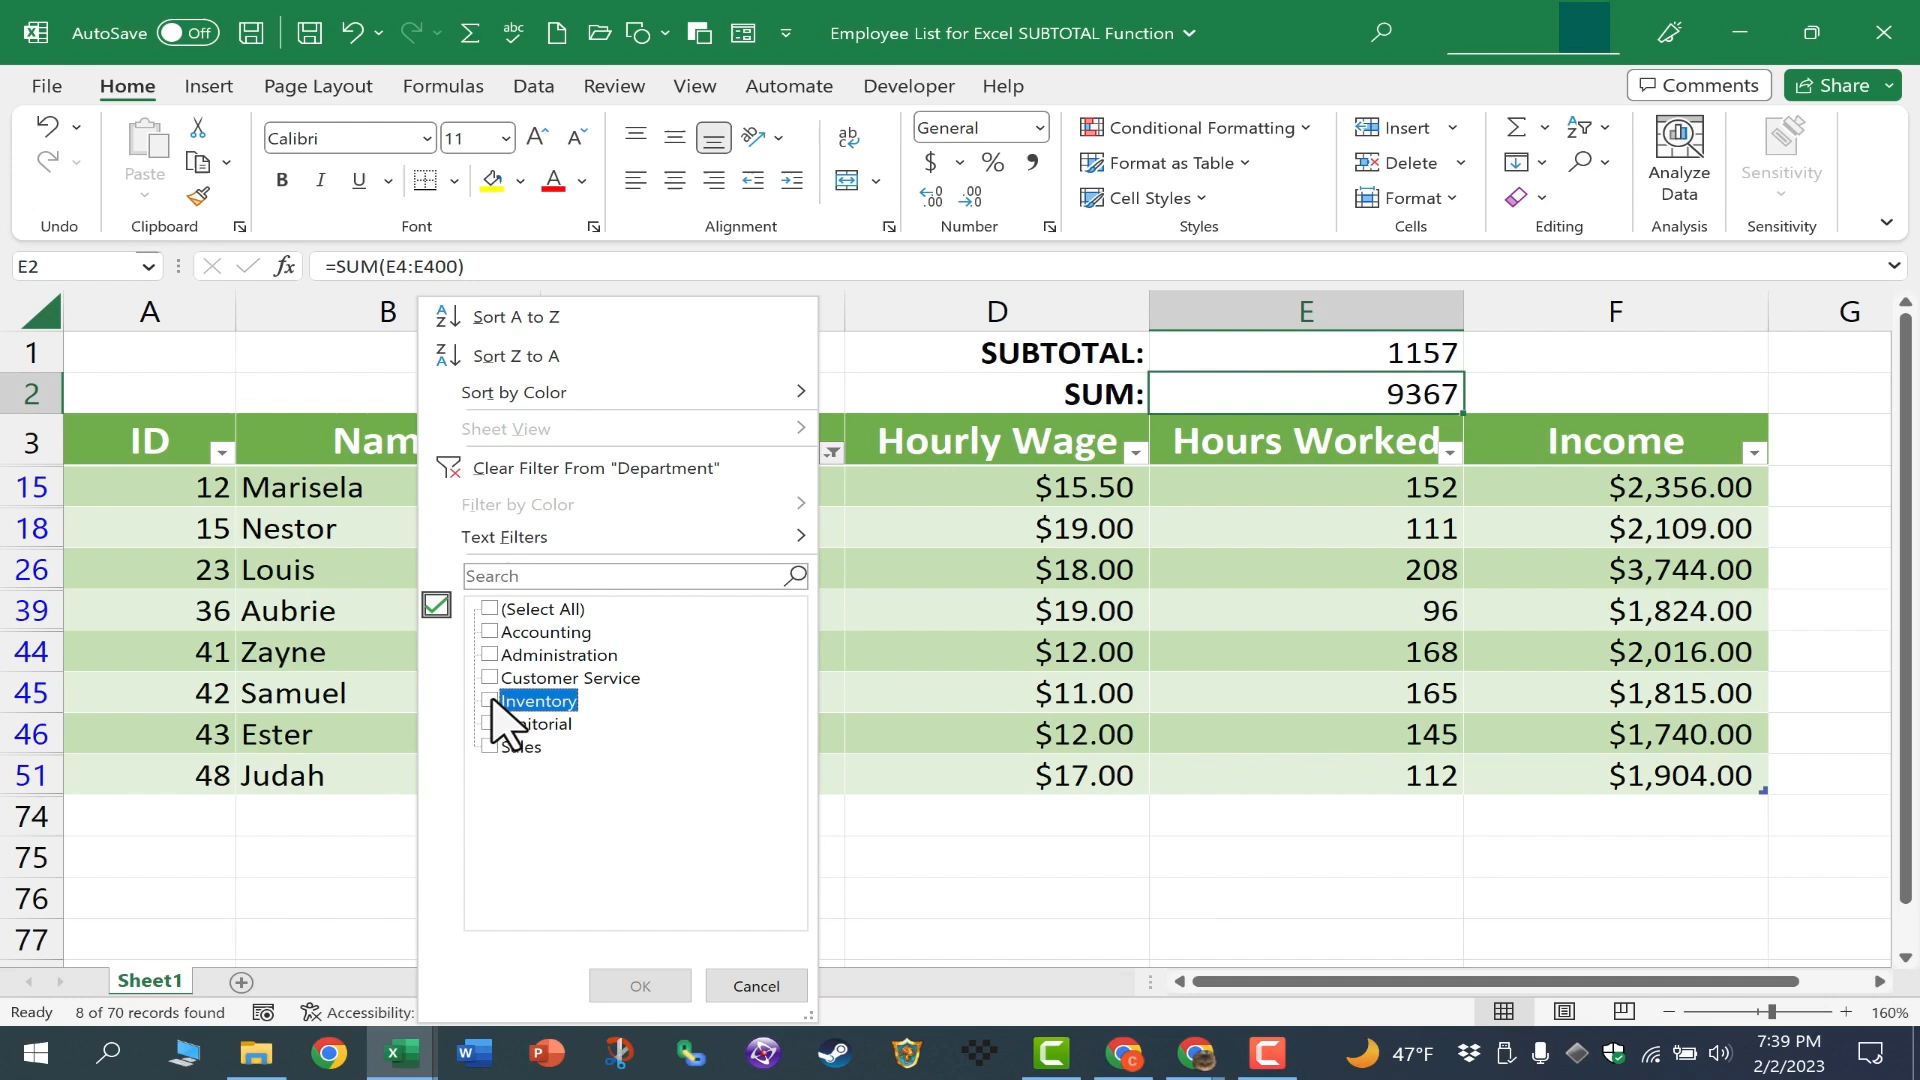 AutoSave Off Employee List for Excel SUBTOTAL Function
File Home Insert Page Layout Formulas Data Review View Automate Developer Help Comments Share
Calibri 11 General Conditional Formatting Insert
Paste Format as Table Delete Analyze Data Sensitivity
Cell Styles Format
Undo Clipboard Font Alignment Number Styles Cells Editing Analysis Sensitivity
E2 fx =SUM(E4:E400)
A B D E F G
1 SUBTOTAL: 1157
2 SUM: 9367
3 ID Nam Hourly Wage Hours Worked Income
15 12 Marisela $15.50 152 $2,356.00
18 15 Nestor $19.00 111 $2,109.00
26 23 Louis $18.00 208 $3,744.00
39 36 Aubrie $19.00 96 $1,824.00
44 41 Zayne $12.00 168 $2,016.00
45 42 Samuel $11.00 165 $1,815.00
46 43 Ester $12.00 145 $1,740.00
51 48 Judah $17.00 112 $1,904.00
74
75
76
77
Sort A to Z
Sort Z to A
Sort by Color
Sheet View
Clear Filter From "Department"
Filter by Color
Text Filters
Search
(Select All)
Accounting
Administration
Customer Service
Inventory
itorial
Sales
OK Cancel
Sheet1
Ready 8 of 70 records found Accessibility: 160%
47°F 7:39 PM
2/2/2023